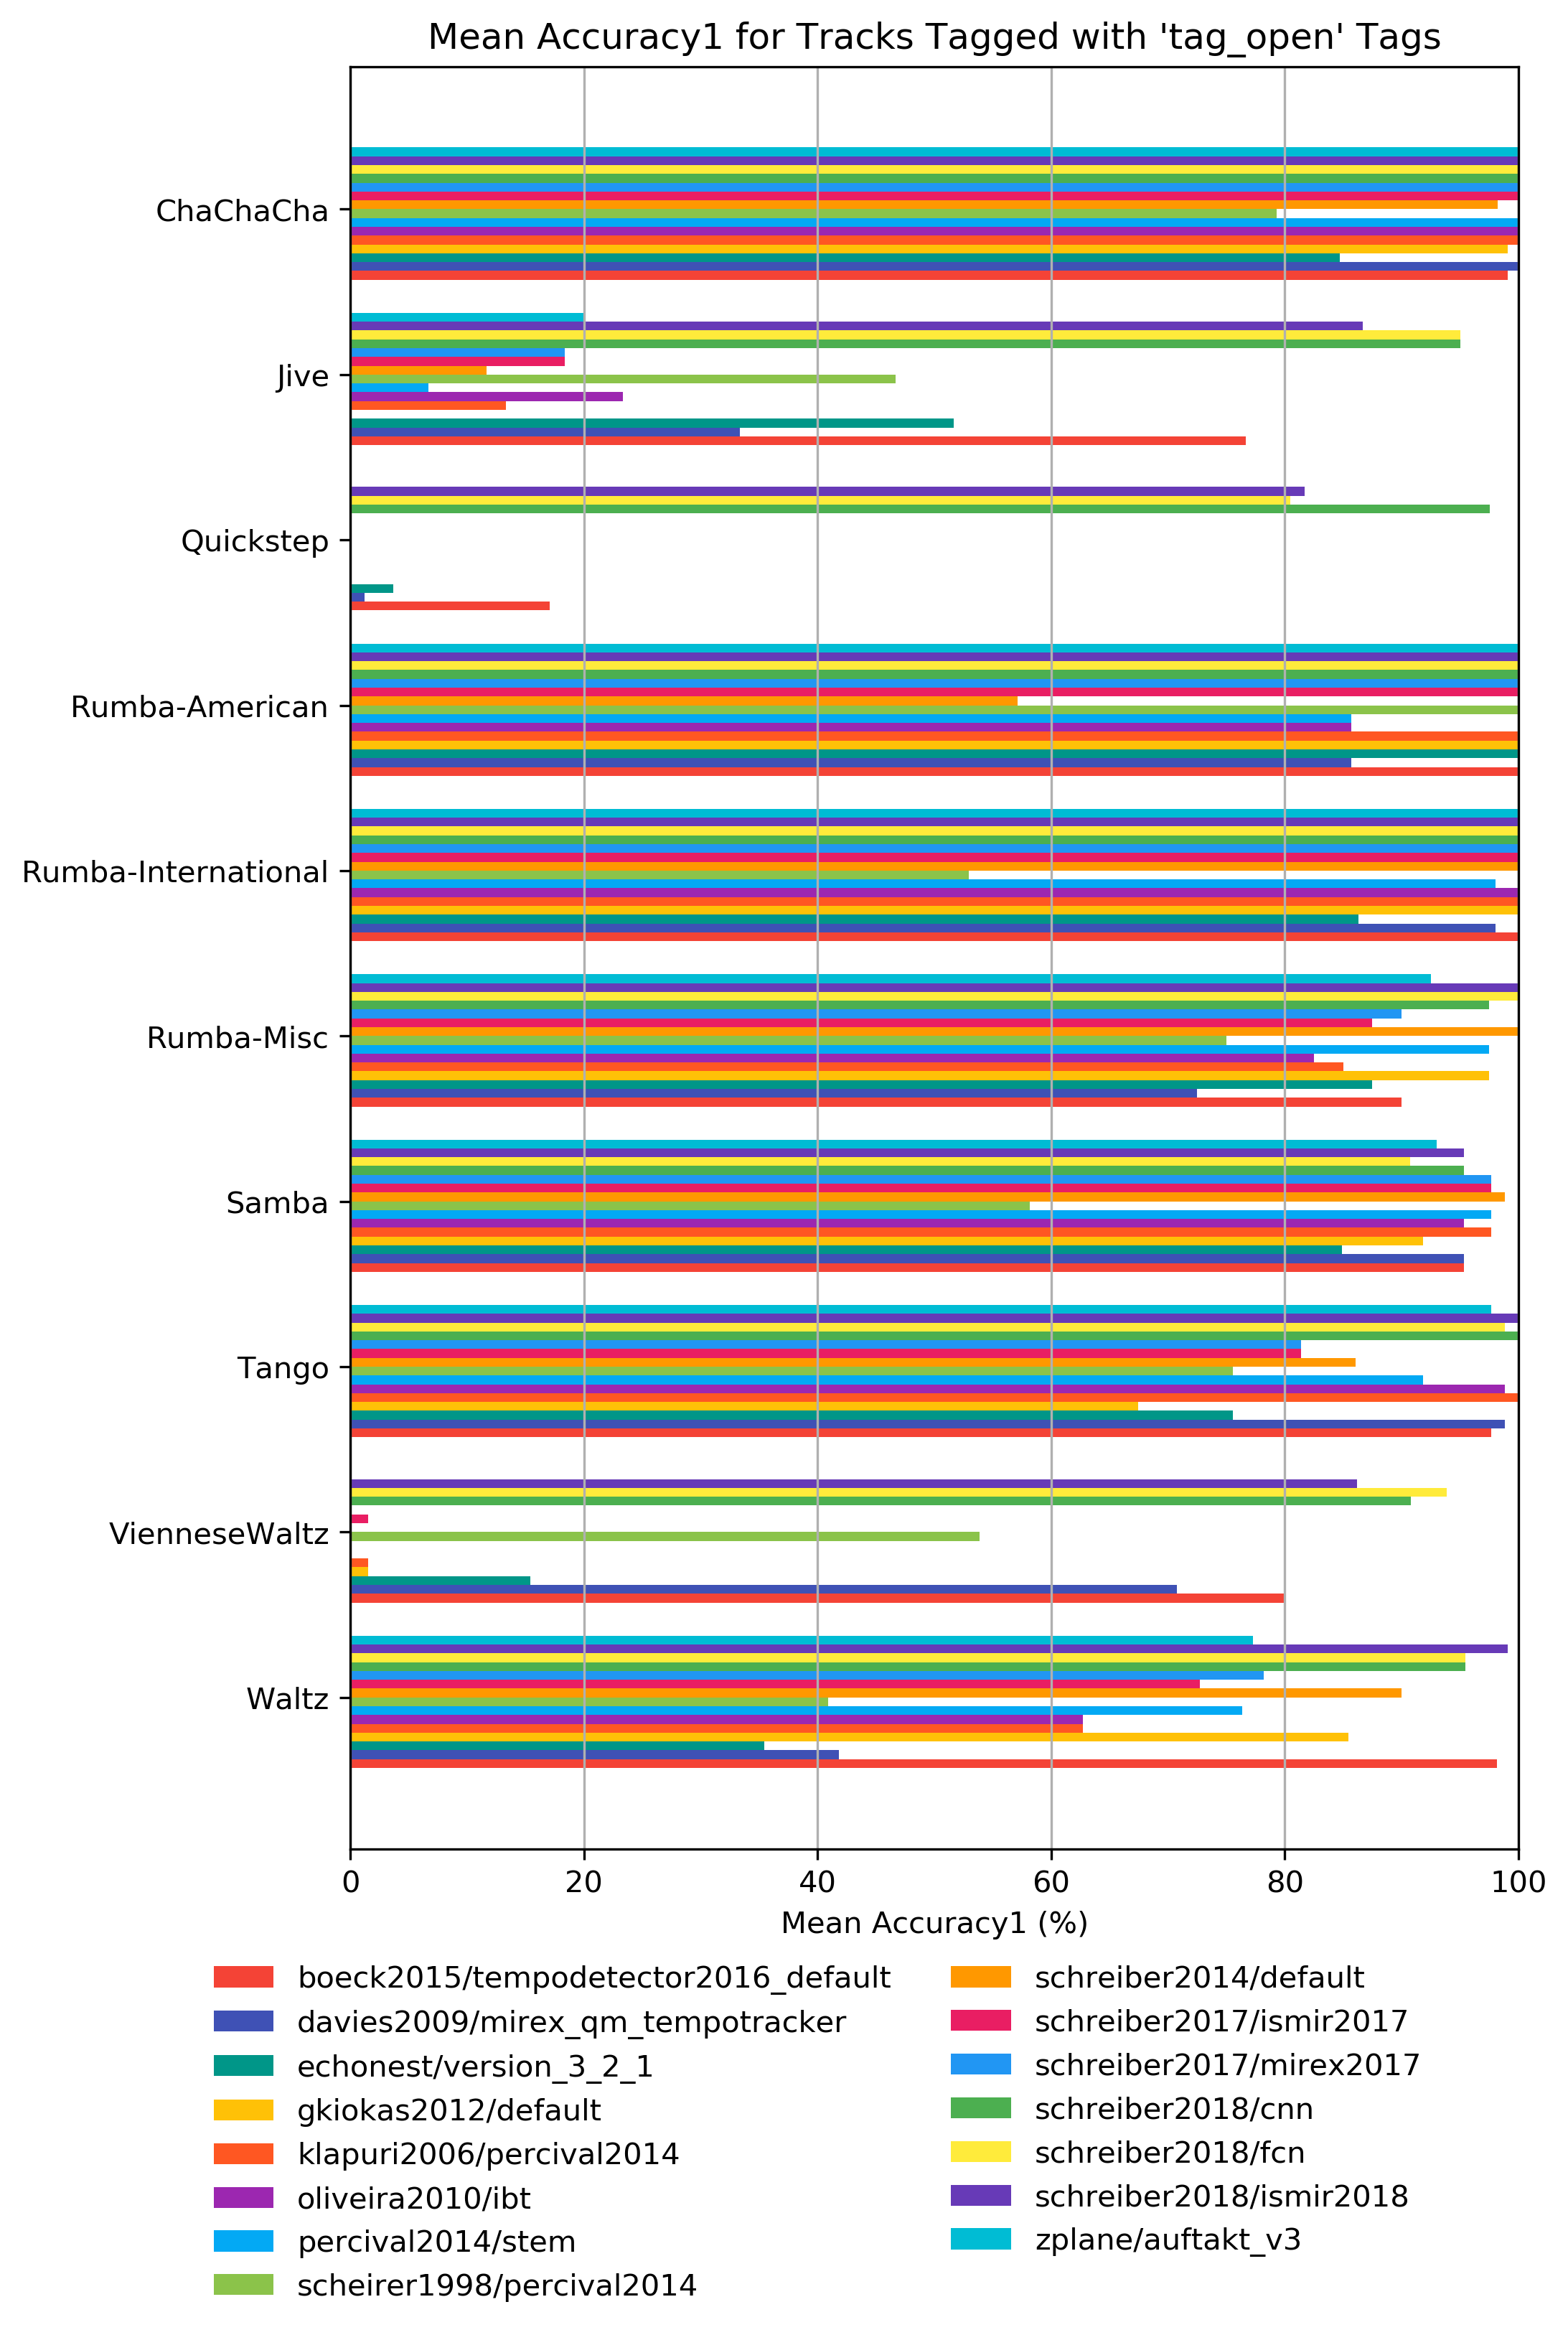 Mean Accuracy1 for Tracks Tagged with 'tag_open' Tags
ChaChaCha
Jive
Quickstep
Rumba-American
Rumba-International
Rumba-Misc
Samba
Tango
VienneseWaltz
Waltz
0 20 40 60 80 100
Mean Accuracy1 (%)
boeck2015/tempodetector2016_default
davies2009/mirex_qm_tempotracker
echonest/version_3_2_1
gkiokas2012/default
klapuri2006/percival2014
oliveira2010/ibt
percival2014/stem
scheirer1998/percival2014
schreiber2014/default
schreiber2017/ismir2017
schreiber2017/mirex2017
schreiber2018/cnn
schreiber2018/fcn
schreiber2018/ismir2018
zplane/auftakt_v3